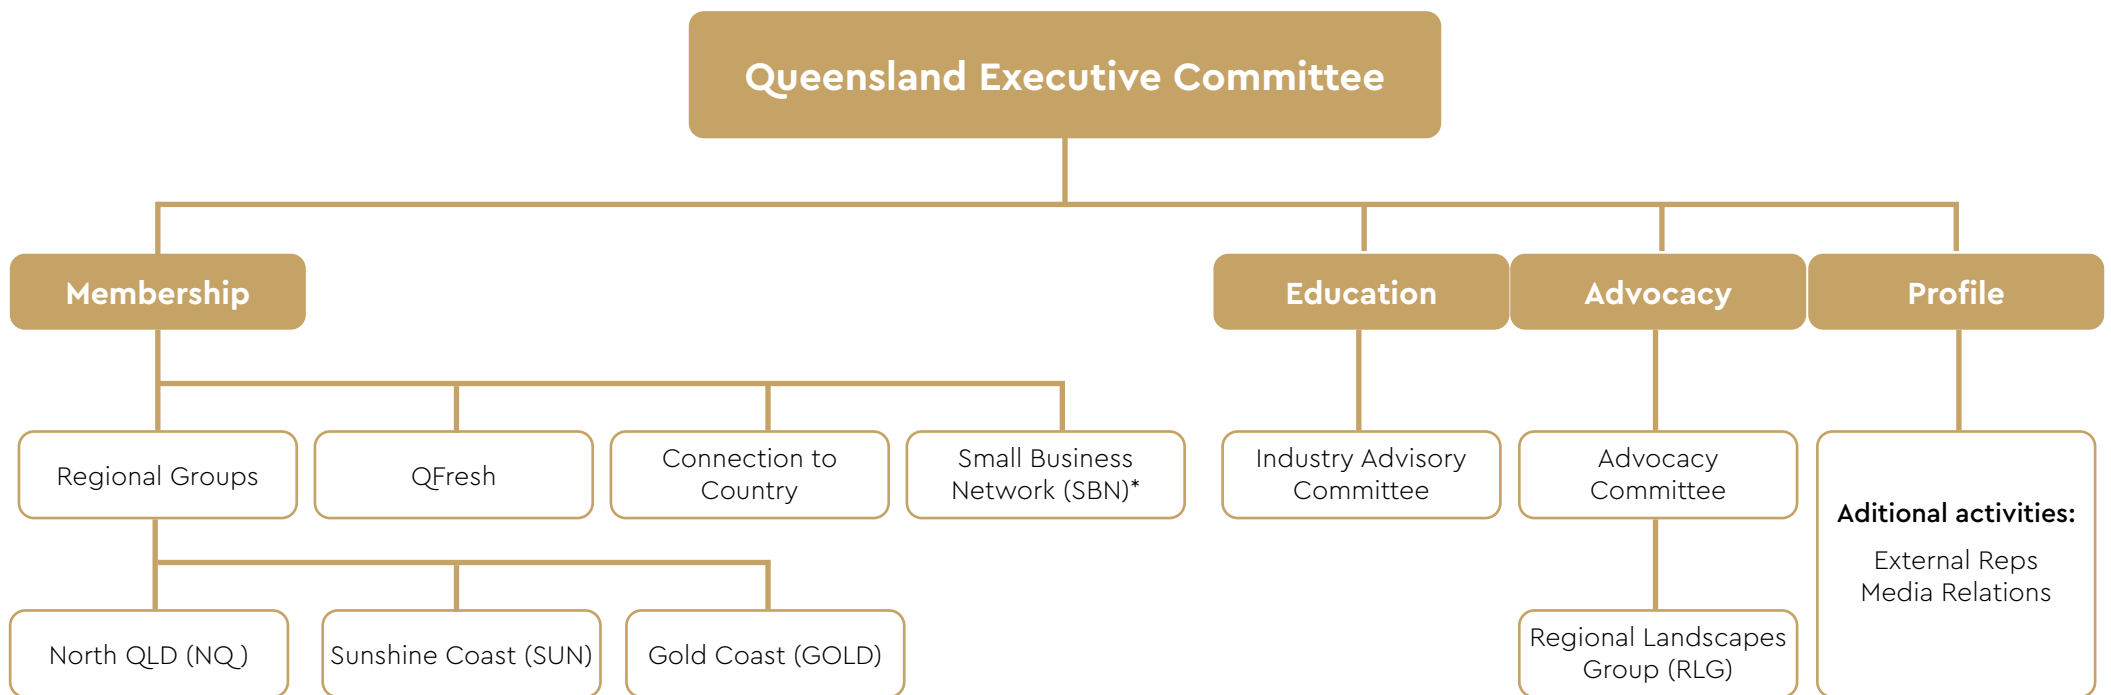 Queensland Executive Committee
Membership
Education
Advocacy
Profile
Regional Groups
QFresh
Connection to
Country
Small Business
Network (SBN)*
Industry Advisory
Committee
Advocacy
Committee
Aditional activities:
External Reps
Media Relations
North QLD (NQ)
Sunshine Coast (SUN)
Gold Coast (GOLD)
Regional Landscapes
Group (RLG)